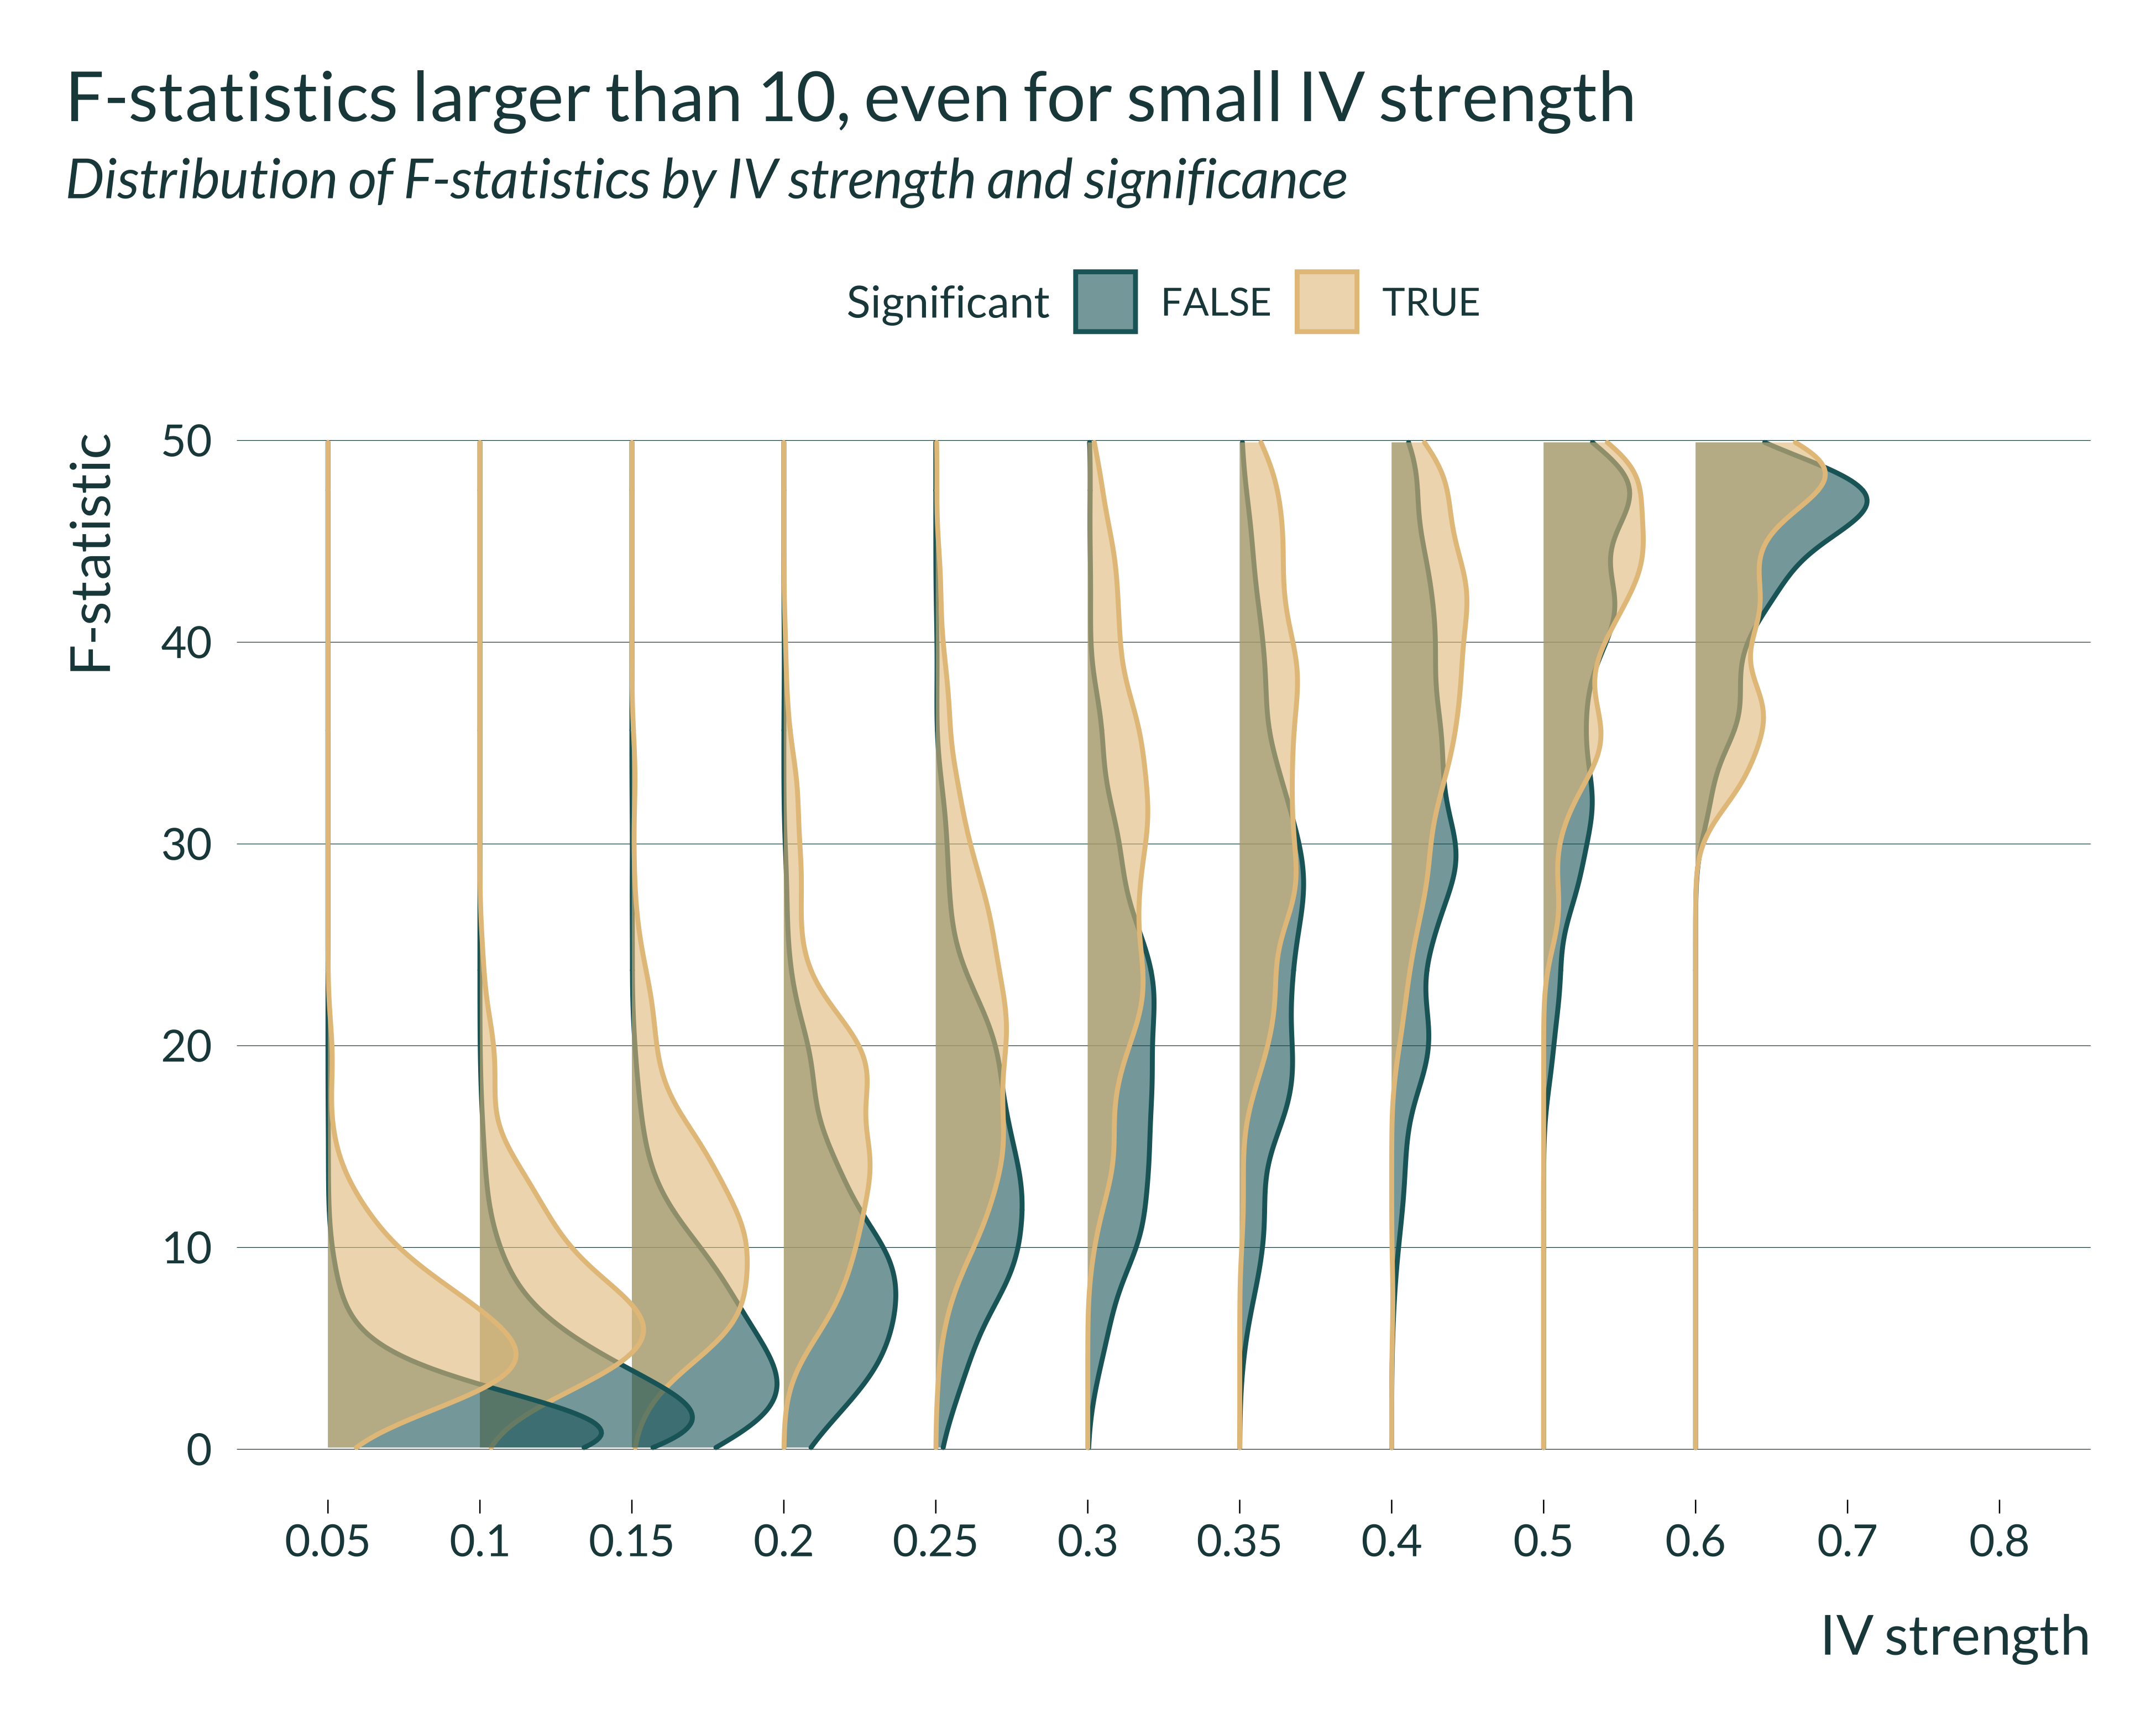 F-statistics larger than 10, even for small IV strength
Distribution of F-statistics by IV strength and significance
Significant FALSE TRUE
F-statistic
50
40
30
20
10
0
0.05 0.1 0.15 0.2 0.25 0.3 0.35 0.4 0.5 0.6 0.7 0.8
IV strength